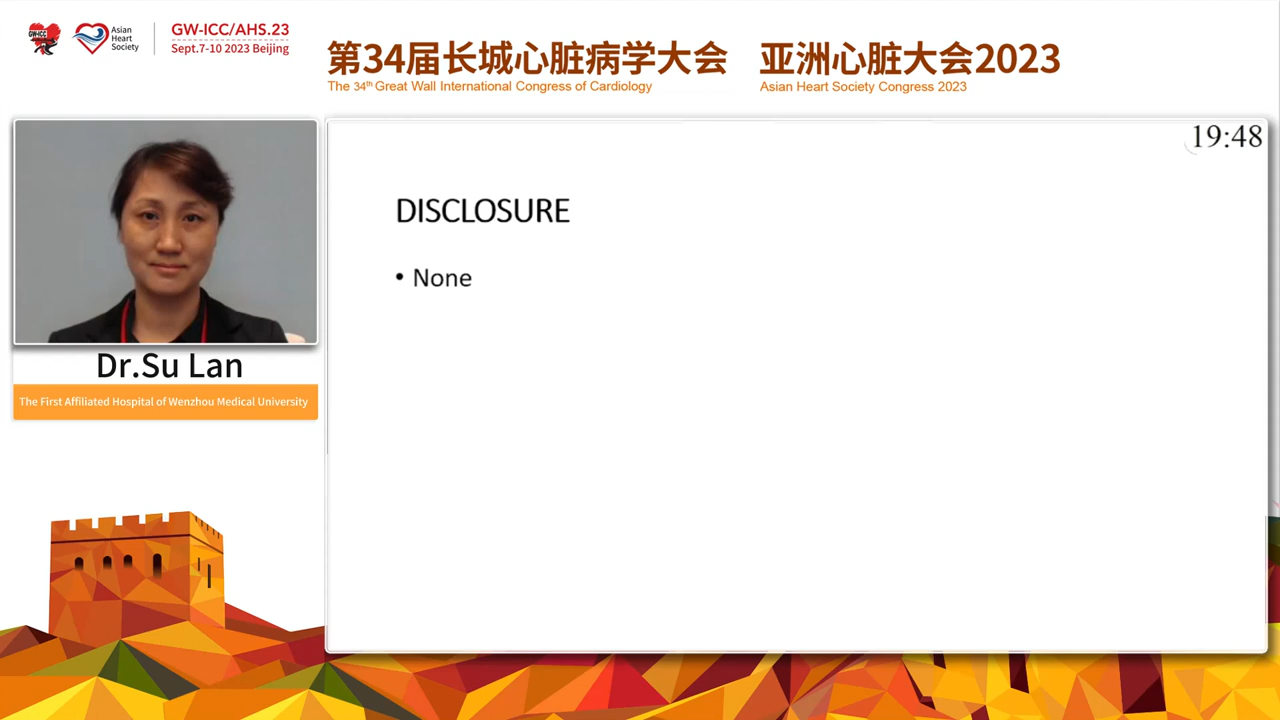 GW-ICC
Asian
Heart
Society
GW-ICC/AHS.23
Sept.7-10 2023 Beijing
第34届长城心脏病学大会 亚洲心脏大会2023
The 34th Great Wall International Congress of Cardiology Asian Heart Society Congress 2023
19:48
DISCLOSURE
• None
Dr.Su Lan
The First Affiliated Hospital of Wenzhou Medical University